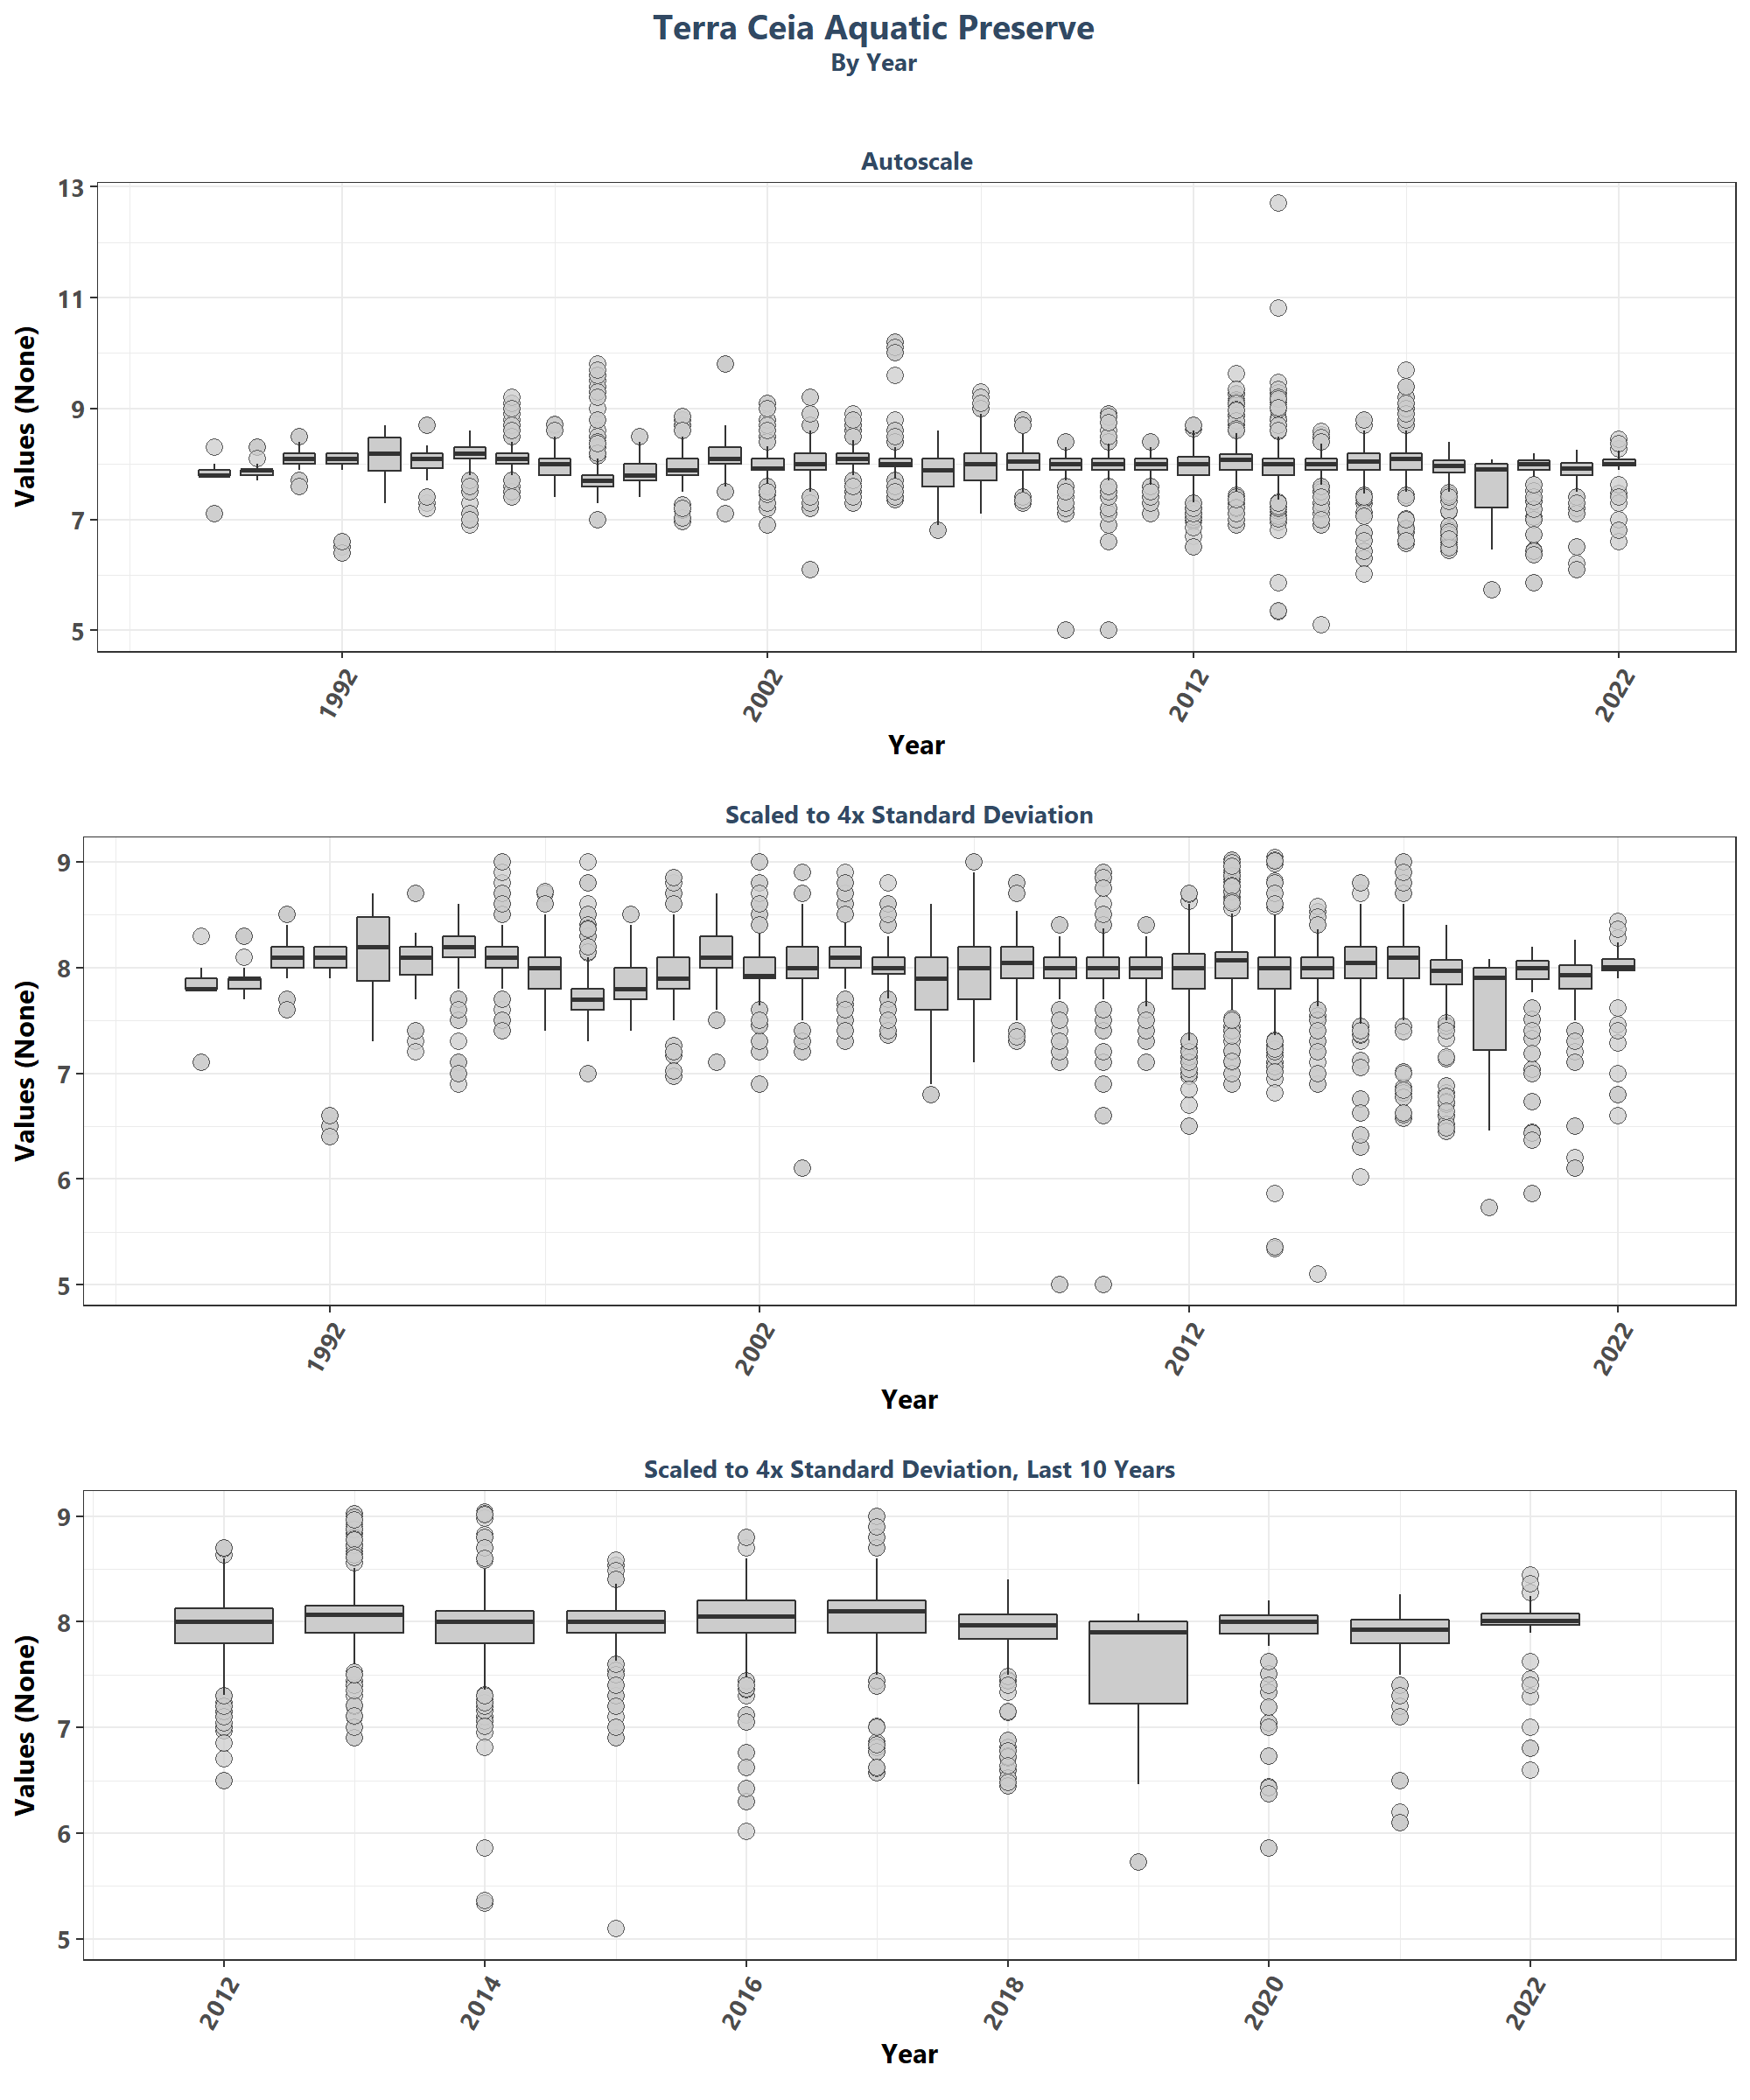 Terra Ceia Aquatic Preserve
By Year
Autoscale
Values (None)
13
11
9
7
5
1992
2002
2012
2022
Year
Scaled to 4x Standard Deviation
Values (None)
9
8
7
6
5
1992
2002
2012
2022
Year
Scaled to 4x Standard Deviation, Last 10 Years
Values (None)
9
8
7
6
5
2012
2014
2016
2018
2020
2022
Year